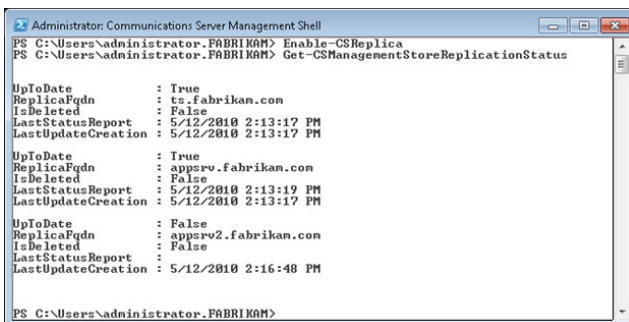 Administrator: Communications Server Management Shell
PS C:\Users\administrator.FABRIKAM> Enable-CSReplica
PS C:\Users\administrator.FABRIKAM> Get-CSManagementStoreReplicationStatus
UpToDate : True
ReplicaFqdn : ts.fabrikam.com
IsDeleted : False
LastStatusReport : 5/12/2010 2:13:17 PM
LastUpdateCreation : 5/12/2010 2:13:17 PM
UpToDate : True
ReplicaFqdn : appsrv.fabrikam.com
IsDeleted : False
LastStatusReport : 5/12/2010 2:13:19 PM
LastUpdateCreation : 5/12/2010 2:13:17 PM
UpToDate : False
ReplicaFqdn : appsrv2.fabrikam.com
IsDeleted : False
LastStatusReport :
LastUpdateCreation : 5/12/2010 2:16:48 PM
PS C:\Users\administrator.FABRIKAM>